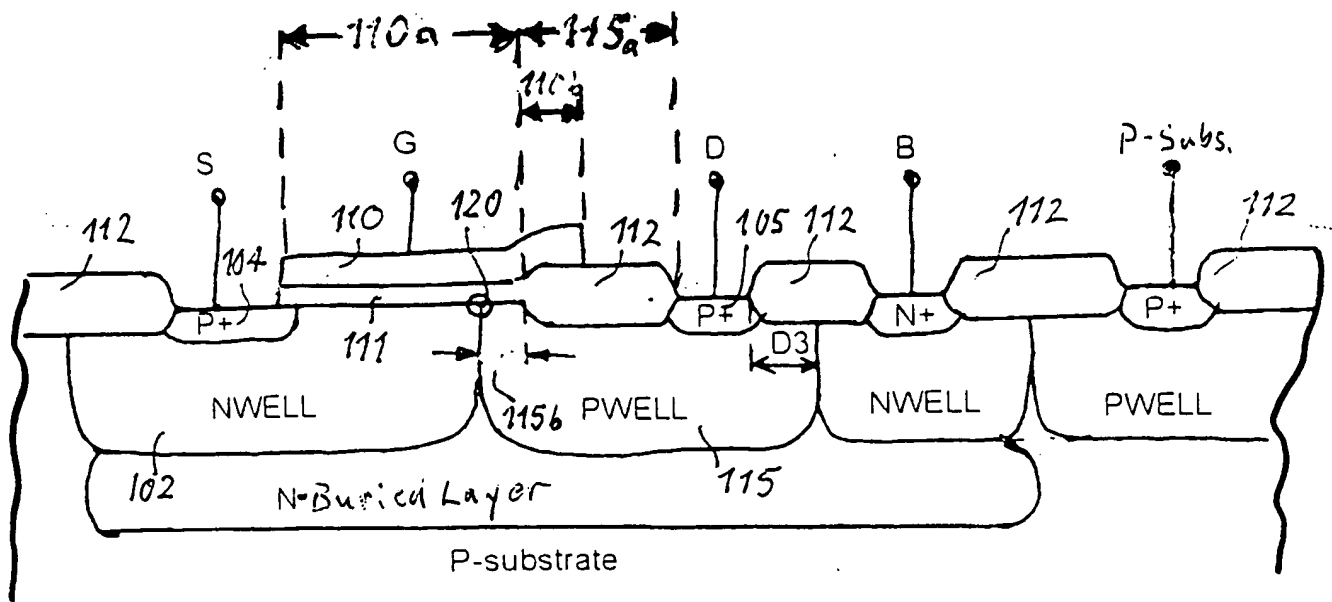 110a 115a
110b
S G D B P-Subs.
112 104 110 120 112 105 112 112 112
P+ P+ N+ P+
111 D3
NWELL 115b PWELL NWELL PWELL
102 N-Buried Layer 115
P-substrate